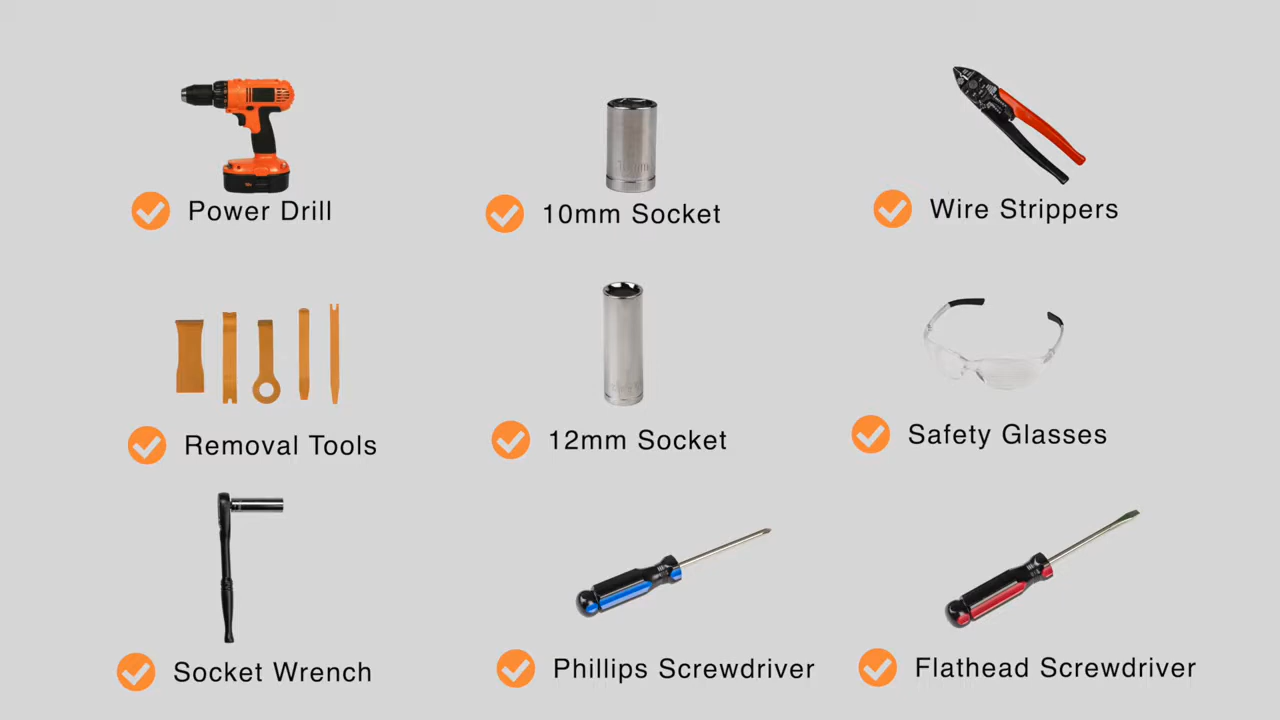 Power Drill
10mm Socket
Wire Strippers
Removal Tools
12mm Socket
Safety Glasses
Socket Wrench
Phillips Screwdriver
Flathead Screwdriver